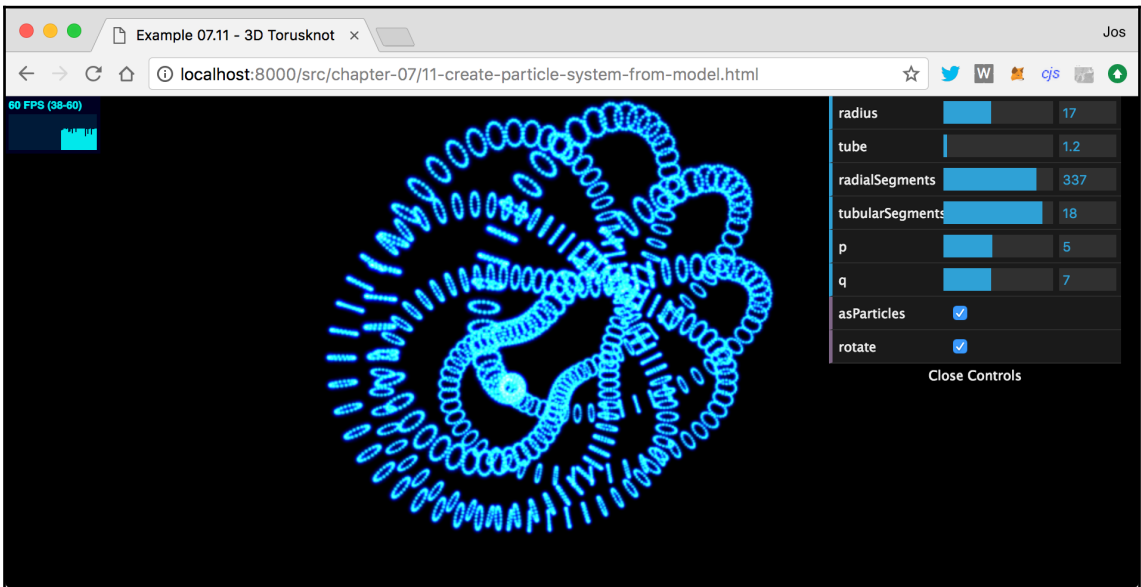 Example 07.11 - 3D Torusknot ×
Jos
localhost:8000/src/chapter-07/11-create-particle-system-from-model.html
W
cjs
60 FPS (38-60)
radius 17
tube 1.2
radialSegments 337
tubularSegments 18
p 5
q 7
asParticles
rotate
Close Controls